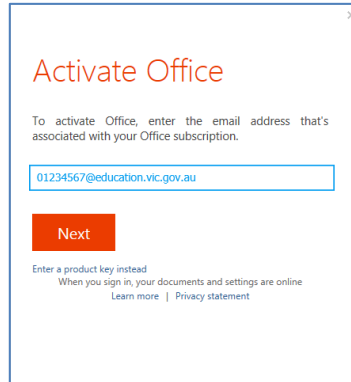 Activate Office
To activate Office, enter the email address that's
associated with your Office subscription.
01234567@education.vic.gov.au
Next
Enter a product key instead
When you sign in, your documents and settings are online
Learn more | Privacy statement